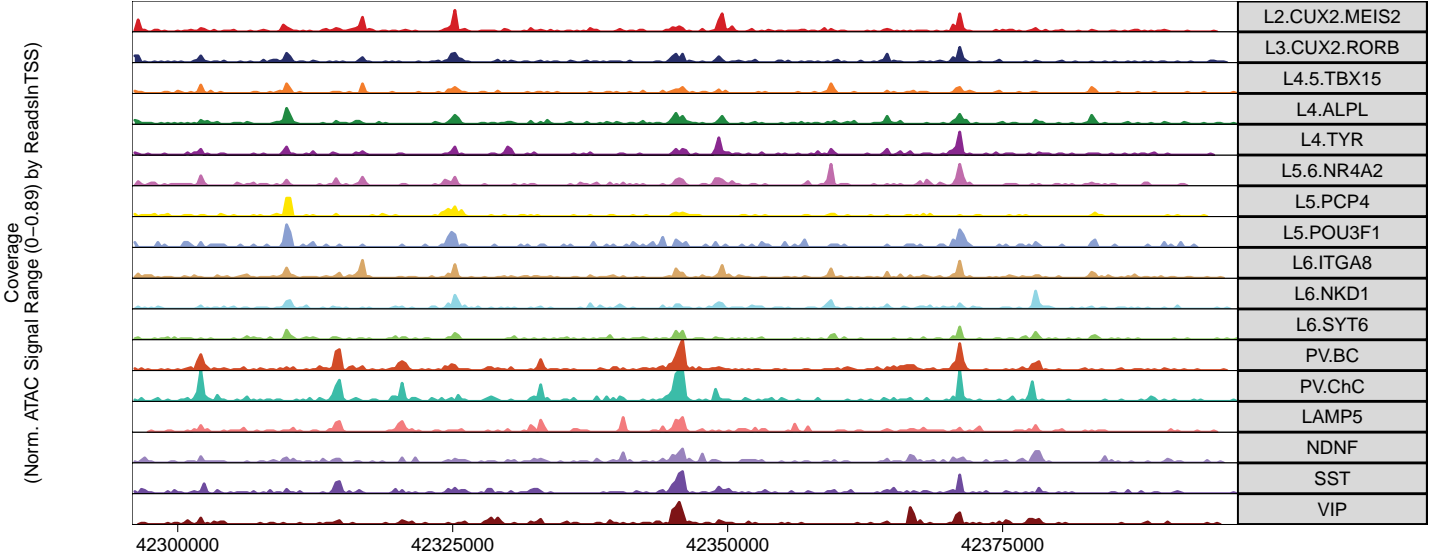 Coverage
(Norm. ATAC Signal Range (0−0.89) by ReadsInTSS)
L2.CUX2.MEIS2
L3.CUX2.RORB
L4.5.TBX15
L4.ALPL
L4.TYR
L5.6.NR4A2
L5.PCP4
L5.POU3F1
L6.ITGA8
L6.NKD1
L6.SYT6
PV.BC
PV.ChC
LAMP5
NDNF
SST
VIP
42300000 42325000 42350000 42375000